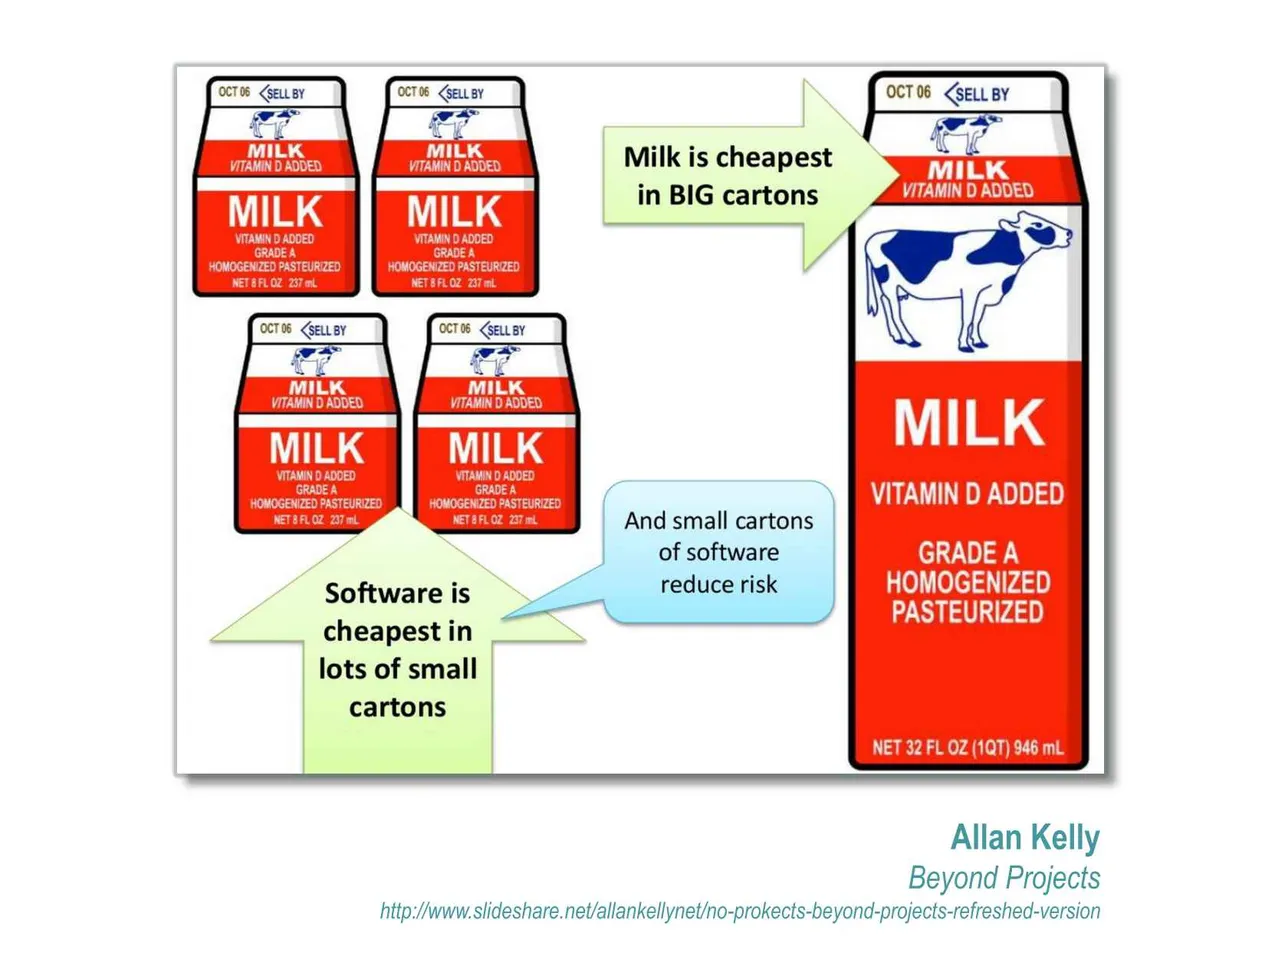 OCT 06 SELL BY
MILK
VITAMIN D ADDED
MILK
VITAMIN D ADDED
GRADE A
HOMOGENIZED PASTEURIZED
NET 8 FL OZ 237 mL
OCT 06 SELL BY
MILK
VITAMIN D ADDED
MILK
VITAMIN D ADDED
GRADE A
HOMOGENIZED PASTEURIZED
NET 8 FL OZ 237 mL
OCT 06 SELL BY
MILK
VITAMIN D ADDED
MILK
VITAMIN D ADDED
GRADE A
HOMOGENIZED PASTEURIZED
NET 8 FL OZ 237 mL
OCT 06 SELL BY
MILK
VITAMIN D ADDED
MILK
VITAMIN D ADDED
GRADE A
HOMOGENIZED PASTEURIZED
NET 8 FL OZ 237 mL
Milk is cheapest
in BIG cartons
OCT 06 SELL BY
MILK
VITAMIN D ADDED
MILK
VITAMIN D ADDED
GRADE A
HOMOGENIZED
PASTEURIZED
NET 32 FL OZ (1QT) 946 mL
Software is
cheapest in
lots of small
cartons
And small cartons
of software
reduce risk
Allan Kelly
Beyond Projects
http://www.slideshare.net/allankellynet/no-prokects-beyond-projects-refreshed-version